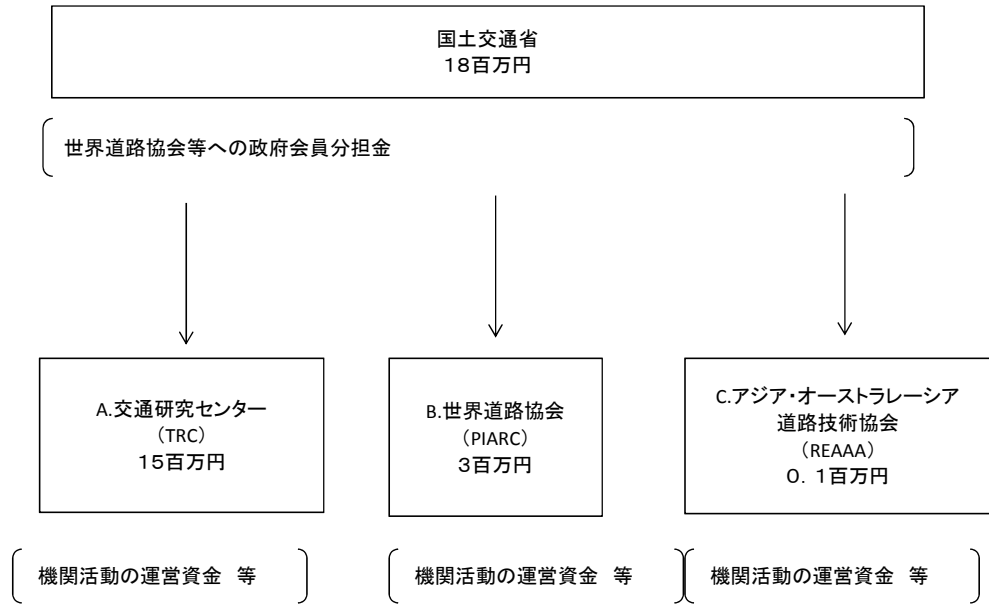 国土交通省
１８百万円
世界道路協会等への政府会員分担金
A.交通研究センター
（TRC）
１５百万円
B.世界道路協会
（PIARC）
３百万円
C.アジア・オーストラレーシア
道路技術協会
（REAAA）
０．１百万円
機関活動の運営資金　等
機関活動の運営資金　等
機関活動の運営資金　等